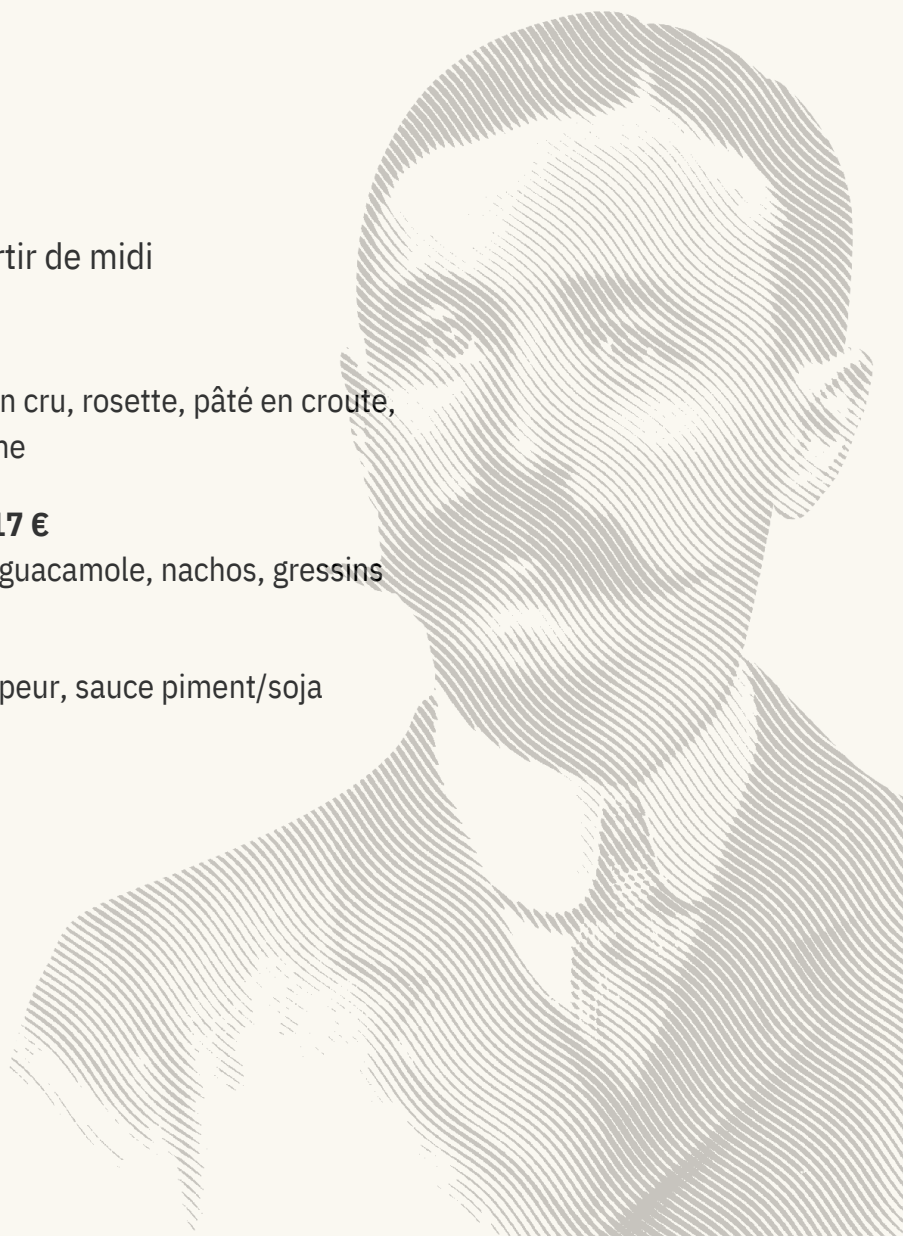 rtir de midi
n cru, rosette, pâté en croute,
ne
17 €
guacamole, nachos, gressins
peur, sauce piment/soja